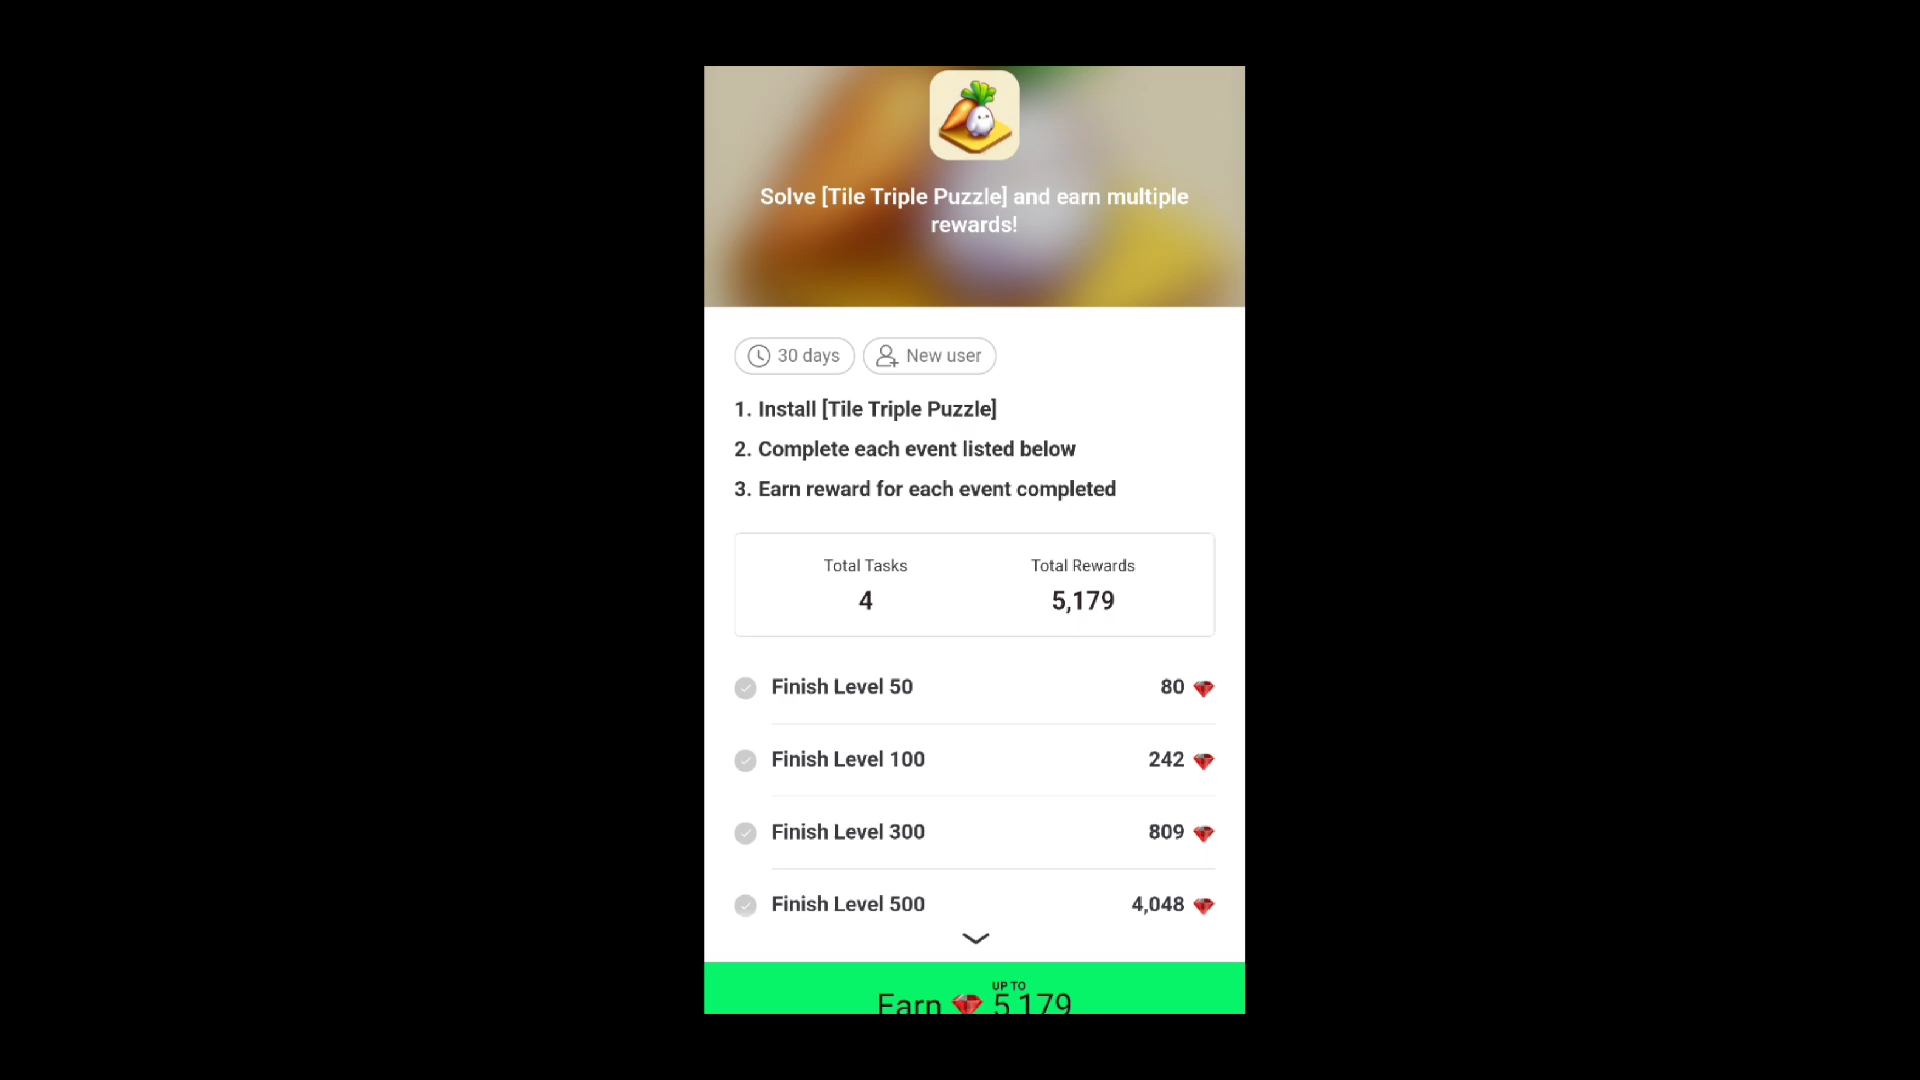 Solve [Tile Triple Puzzle] and earn multiple
rewards!
30 days
New user
1. Install [Tile Triple Puzzle]
2. Complete each event listed below
3. Earn reward for each event completed
Total Tasks
Total Rewards
4
5,179
Finish Level 50
80
Finish Level 100
242
Finish Level 300
809
Finish Level 500
4,048
UP TO
Earn 5,179